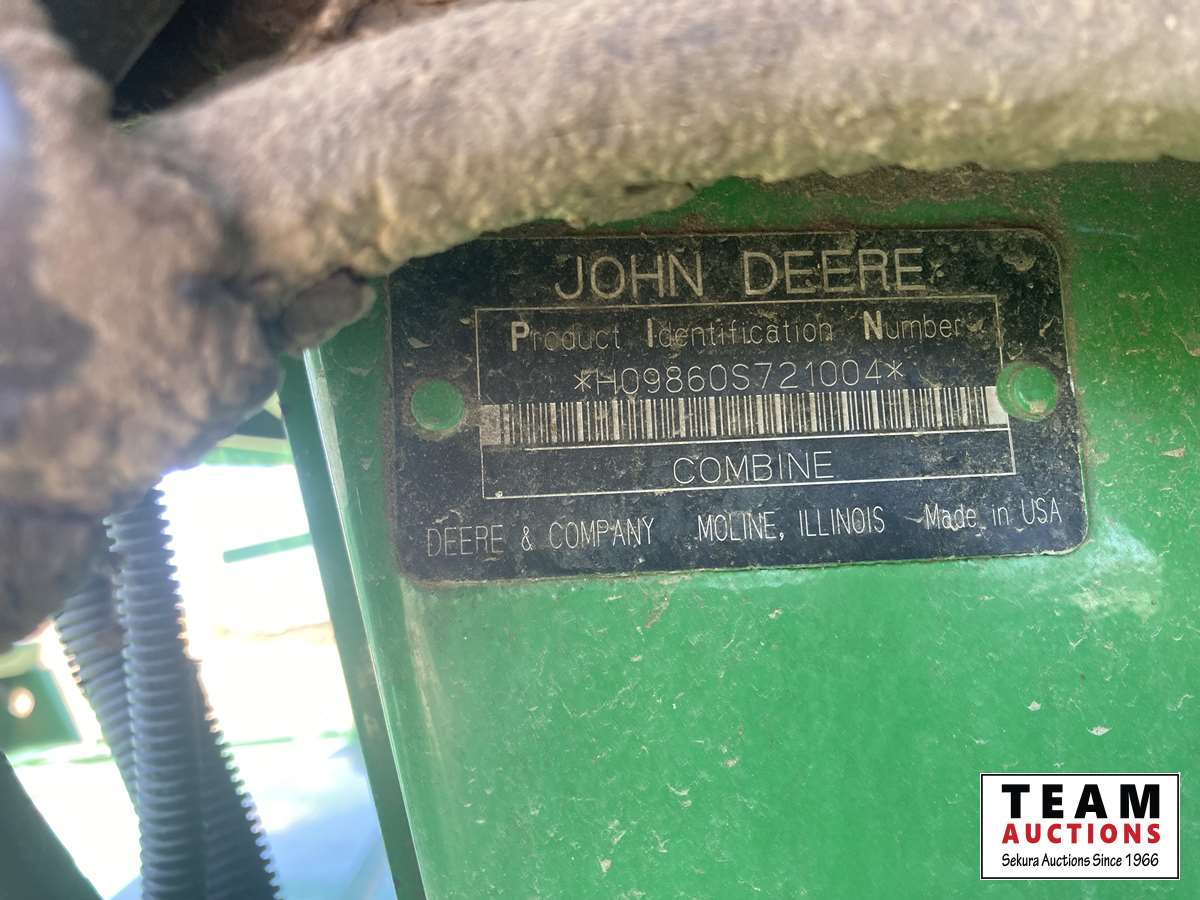 JOHN DEERE
Product Identification Number
*H09860S721004*
COMBINE
DEERE & COMPANY MOLINE, ILLINOIS Made in USA
TEAM
AUCTIONS
Sekura Auctions Since 1966